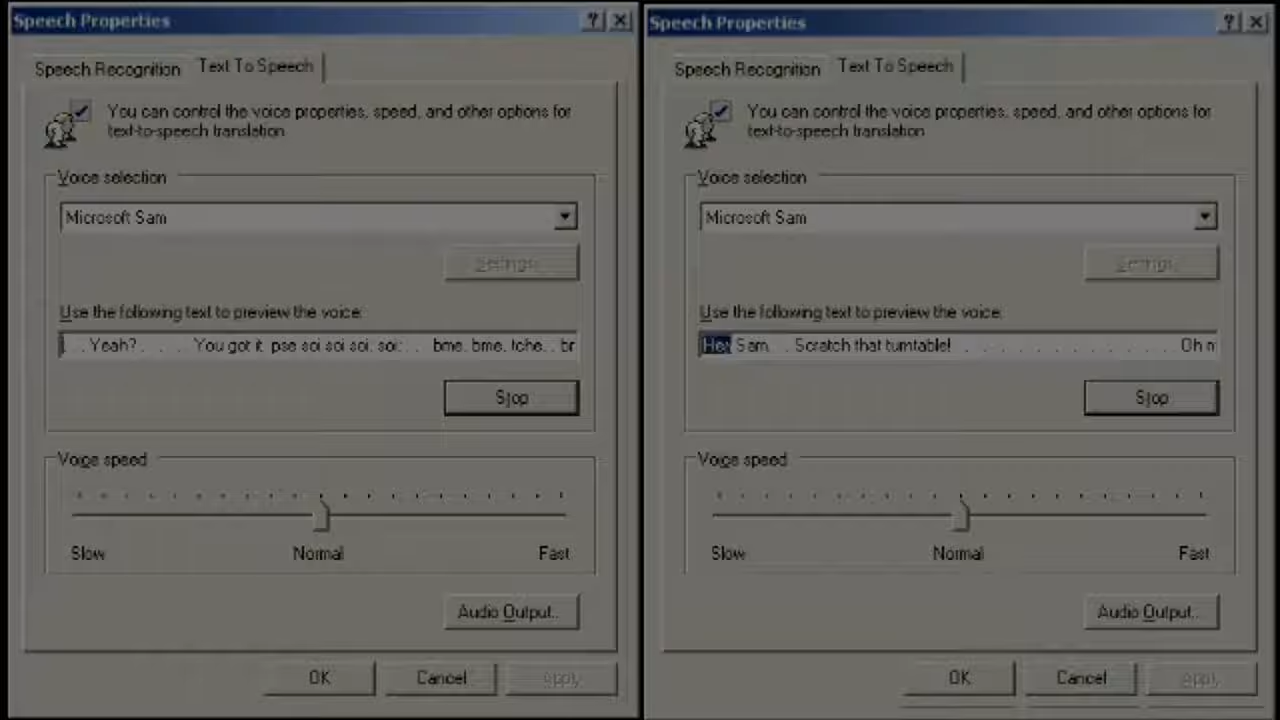 Speech Properties
Speech Recognition Text To Speech
You can control the voice properties, speed, and other options for
text-to-speech translation
Voice selection
Microsoft Sam
Settings...
Use the following text to preview the voice:
. . Yeah? . . . . You got it. pse soi soi soi. soi: . . bme. bme. tche. . br
Stop
Voice speed
Slow Normal Fast
Audio Output..
OK Cancel Apply
Speech Properties
Speech Recognition Text To Speech
You can control the voice properties, speed, and other options for
text-to-speech translation
Voice selection
Microsoft Sam
Settings...
Use the following text to preview the voice:
Hey Sam. . . Scratch that turntable! . . . . . . . . . . . . . Oh n
Stop
Voice speed
Slow Normal Fast
Audio Output..
OK Cancel Apply